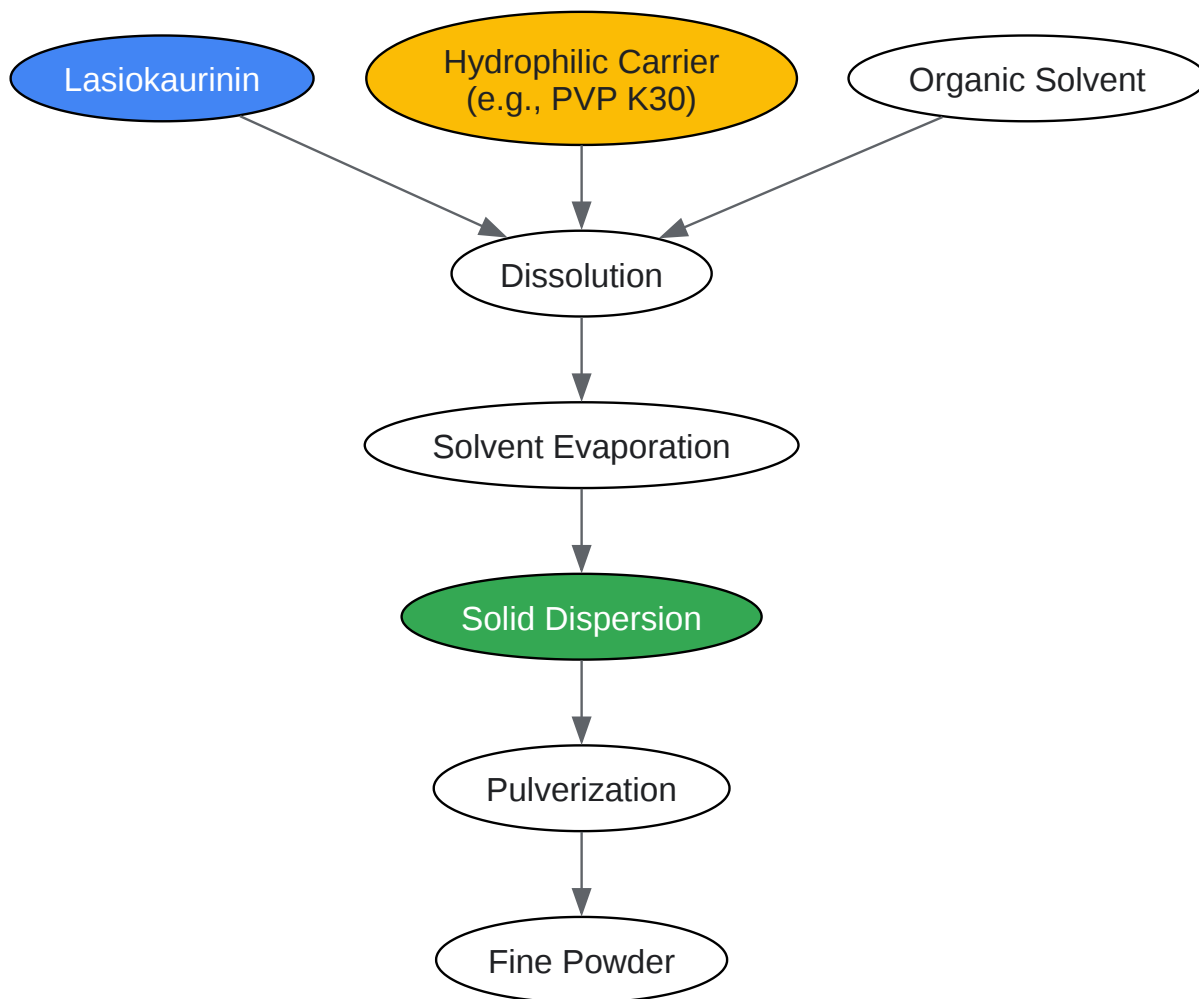 Lasiokaurinin
Hydrophilic Carrier
(e.g., PVP K30)
Organic Solvent
Dissolution
Solvent Evaporation
Solid Dispersion
Pulverization
Fine Powder